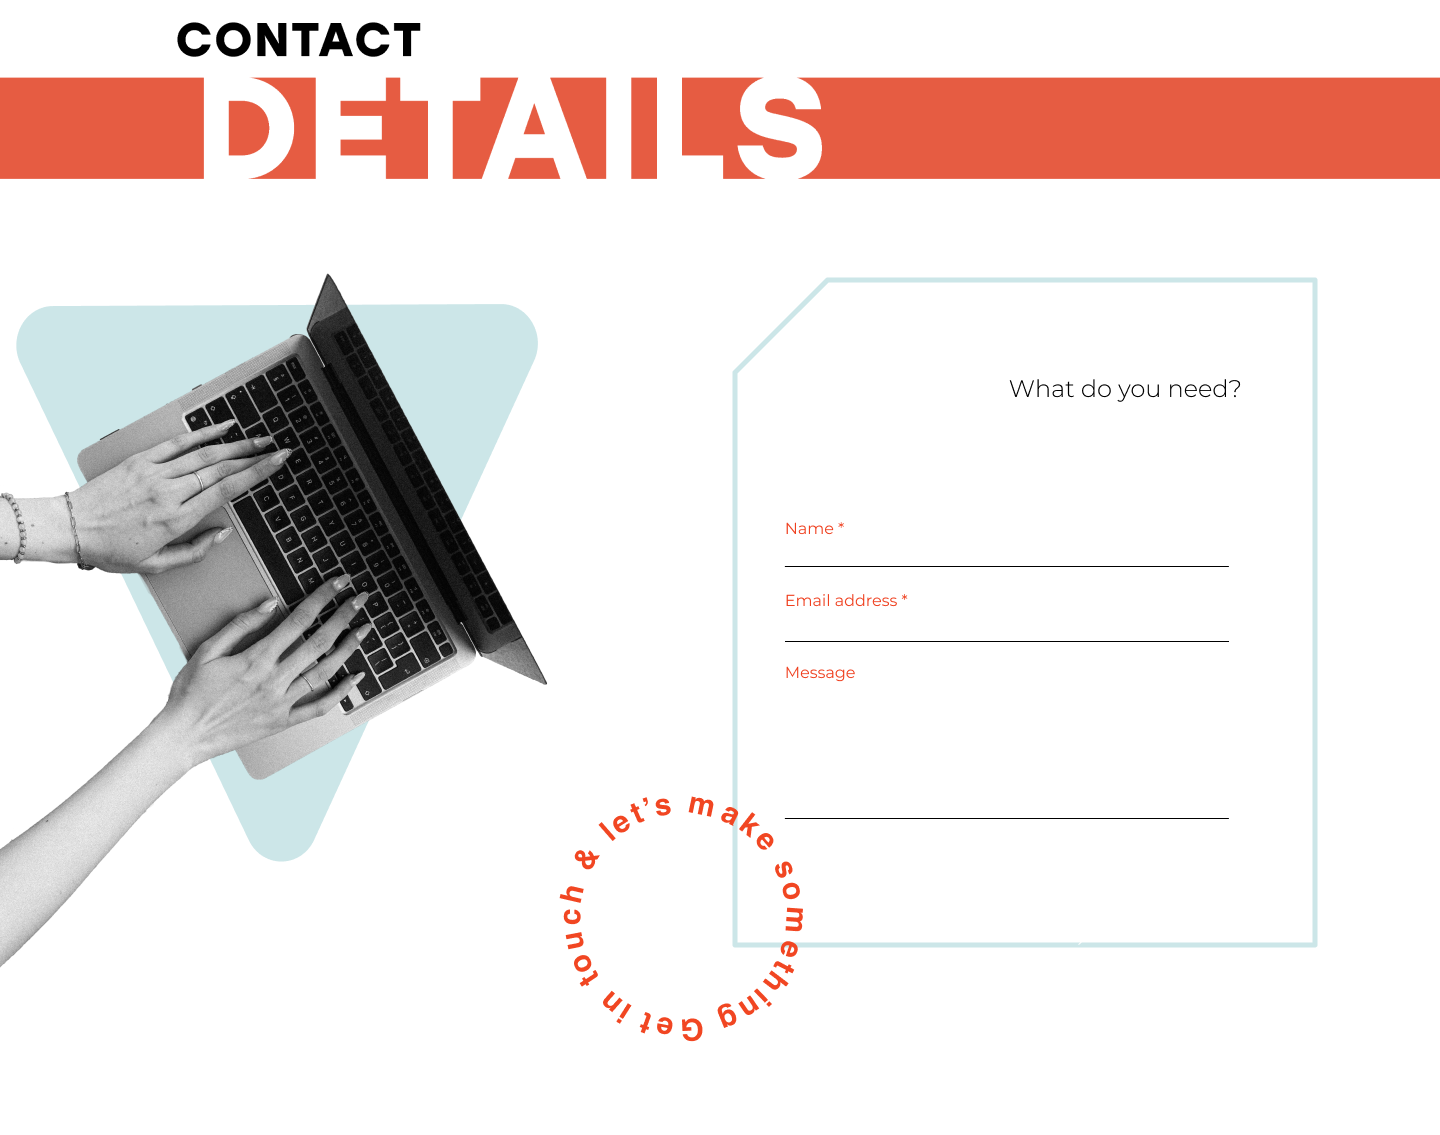 CONTACT
DETAILS
What do you need?
Name *
Email address *
Message
Get in touch & let’s make something